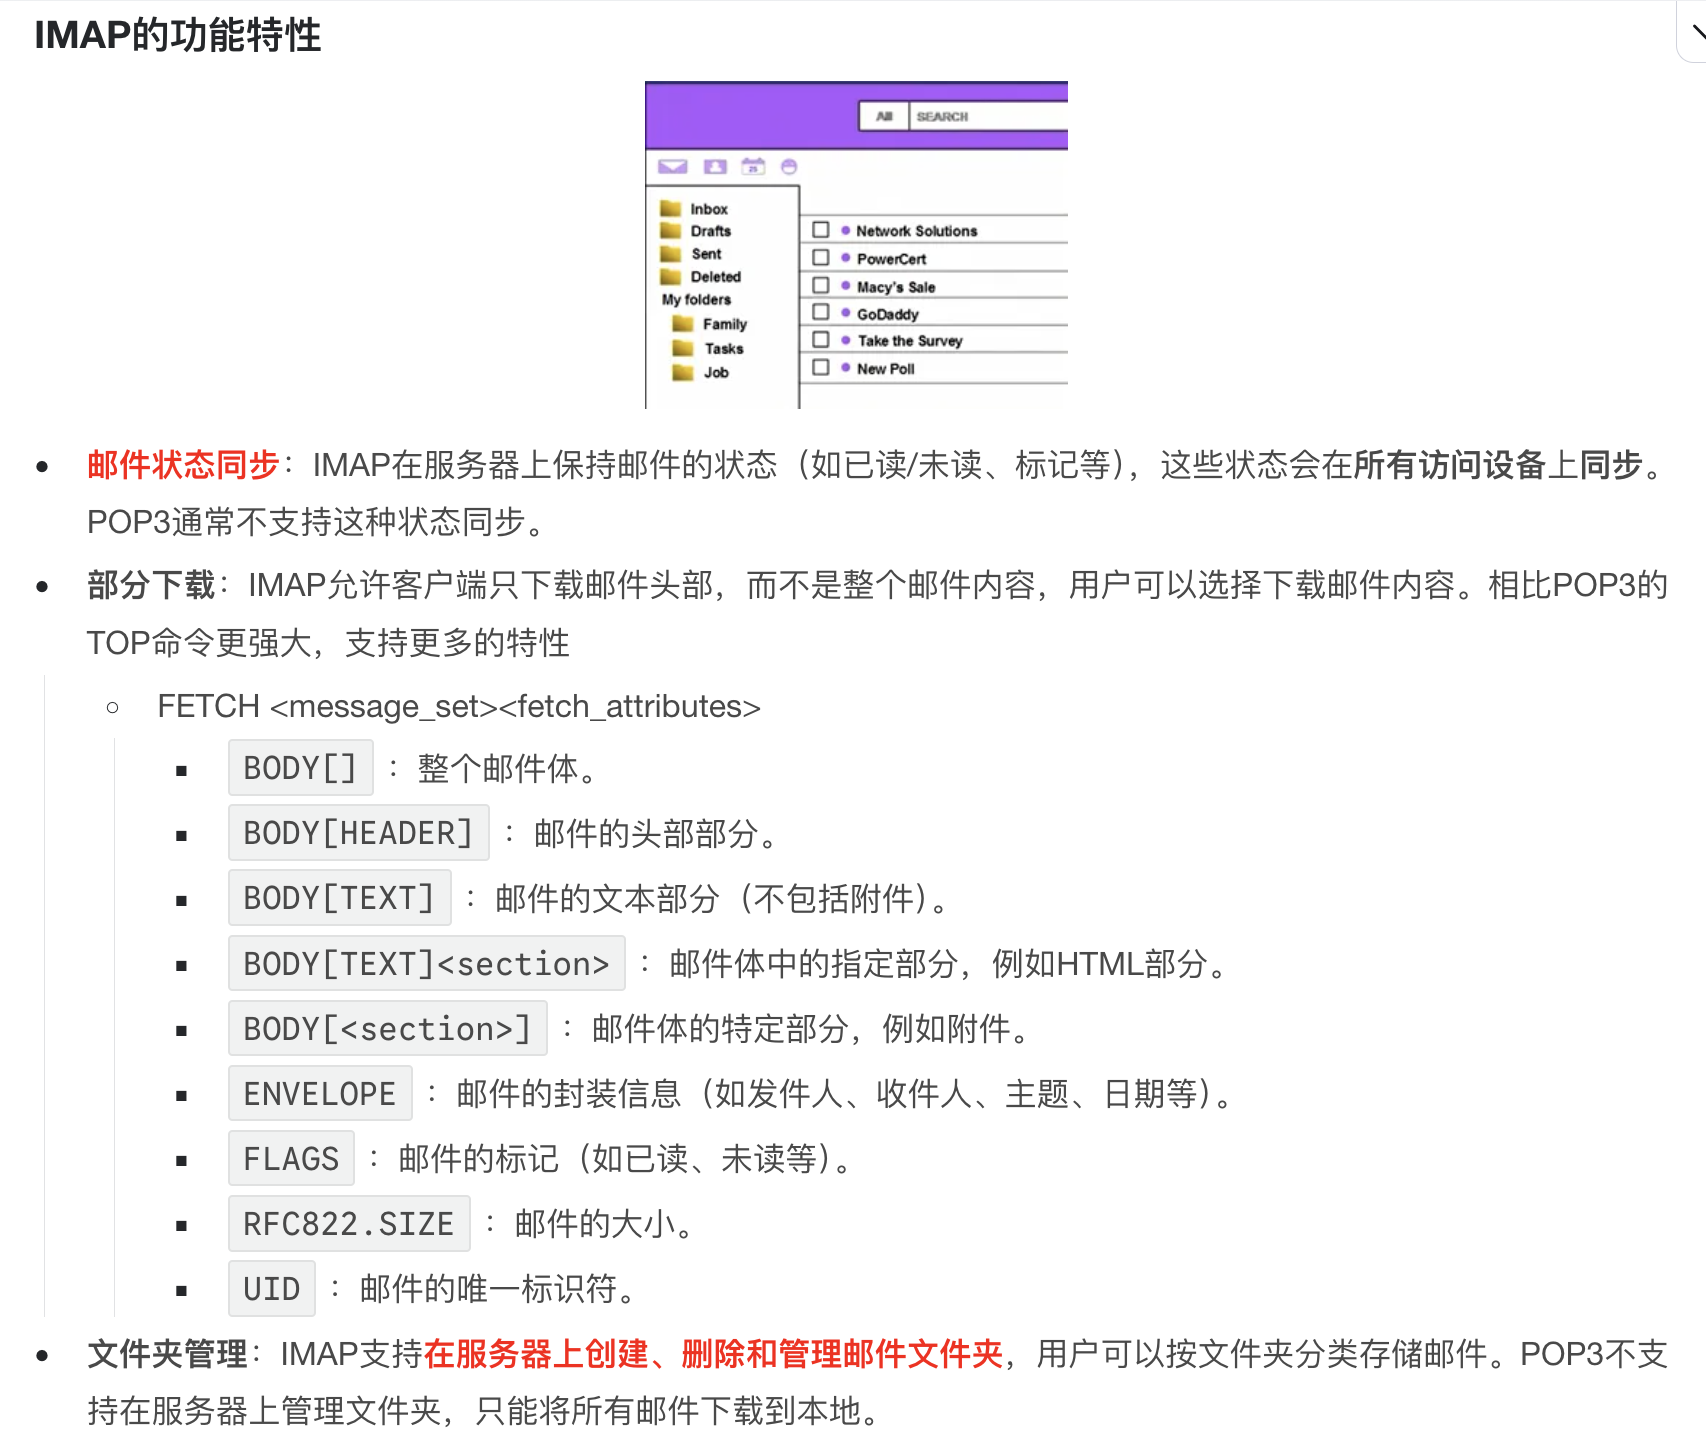 IMAP的功能特性
All SEARCH
25
Inbox
Drafts
Sent
Deleted
My folders
Family
Tasks
Job
Network Solutions
PowerCert
Macy's Sale
GoDaddy
Take the Survey
New Poll
邮件状态同步：IMAP在服务器上保持邮件的状态（如已读/未读、标记等），这些状态会在所有访问设备上同步。
POP3通常不支持这种状态同步。
部分下载：IMAP允许客户端只下载邮件头部，而不是整个邮件内容，用户可以选择下载邮件内容。相比POP3的
TOP命令更强大，支持更多的特性
FETCH <message_set><fetch_attributes>
BODY[] ：整个邮件体。
BODY[HEADER] ：邮件的头部部分。
BODY[TEXT] ：邮件的文本部分（不包括附件）。
BODY[TEXT]<section> ：邮件体中的指定部分，例如HTML部分。
BODY[<section>] ：邮件体的特定部分，例如附件。
ENVELOPE ：邮件的封装信息（如发件人、收件人、主题、日期等）。
FLAGS ：邮件的标记（如已读、未读等）。
RFC822.SIZE ：邮件的大小。
UID ：邮件的唯一标识符。
文件夹管理：IMAP支持在服务器上创建、删除和管理邮件文件夹，用户可以按文件夹分类存储邮件。POP3不支
持在服务器上管理文件夹，只能将所有邮件下载到本地。